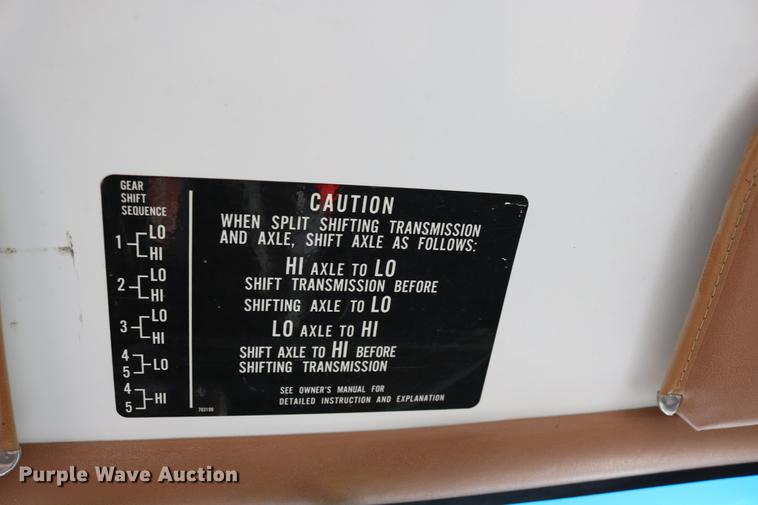 GEAR
SHIFT
SEQUENCE
1 LO
HI
2 LO
HI
3 LO
HI
4
5 LO
4
5 HI
CAUTION
WHEN SPLIT SHIFTING TRANSMISSION
AND AXLE, SHIFT AXLE AS FOLLOWS:
HI AXLE TO LO
SHIFT TRANSMISSION BEFORE
SHIFTING AXLE TO LO
LO AXLE TO HI
SHIFT AXLE TO HI BEFORE
SHIFTING TRANSMISSION
SEE OWNER'S MANUAL FOR
DETAILED INSTRUCTION AND EXPLANATION
Purple Wave Auction